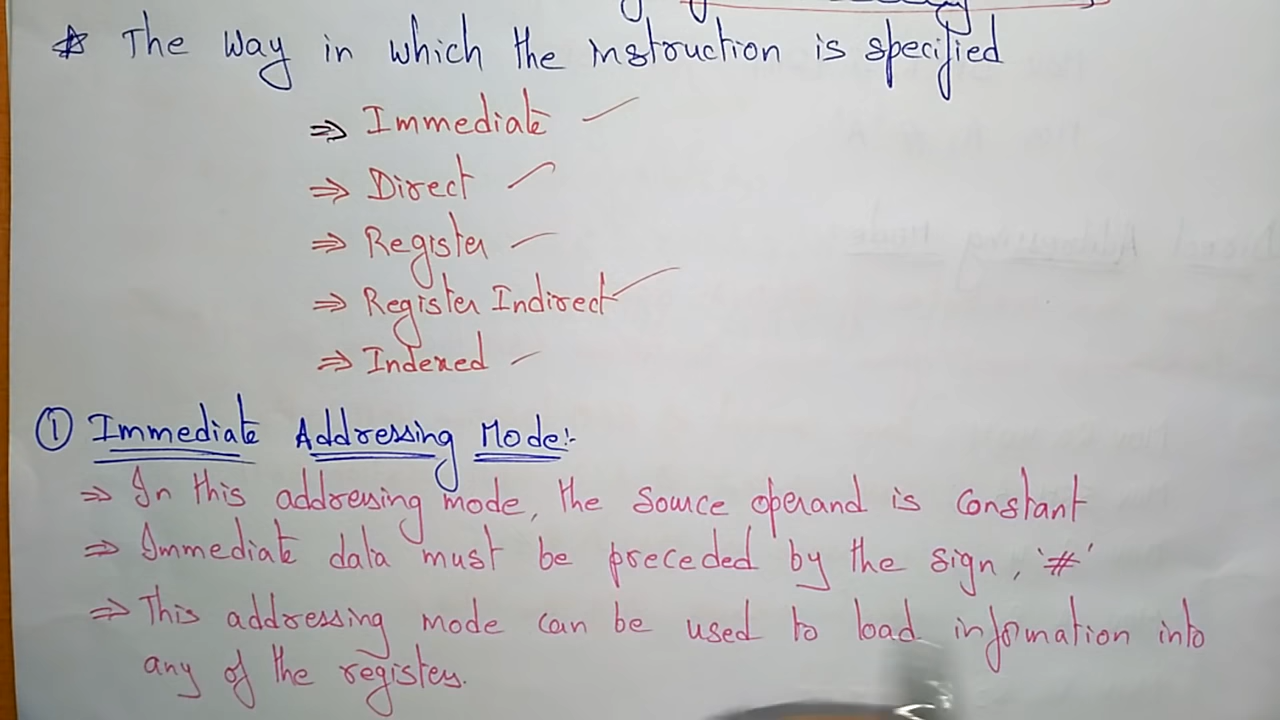 * The way in which the instruction is specified
⇒ Immediate
⇒ Direct
⇒ Register
⇒ Register Indirect
⇒ Indexed
① Immediate Addressing Mode:-
⇒ In this addressing mode, the source operand is constant
⇒ Immediate data must be preceded by the sign, '#'
⇒ This addressing mode can be used to load information into
any of the registers.